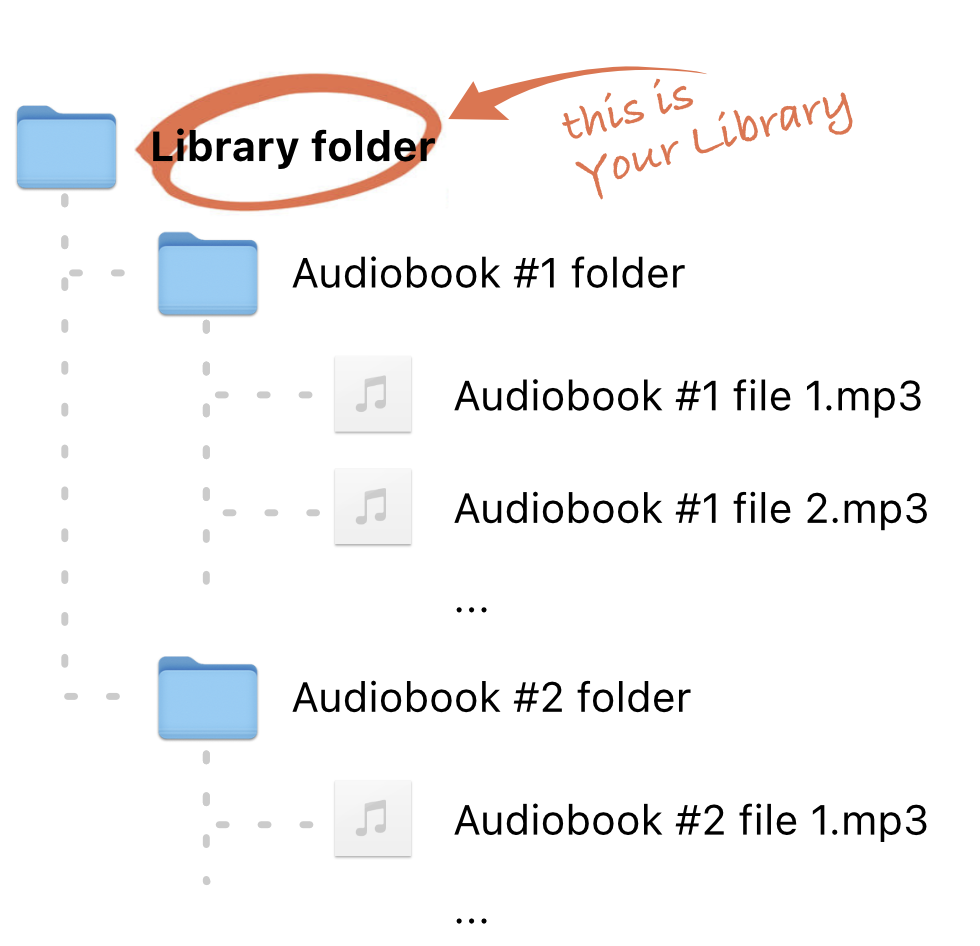 this is
Your Library
Library folder
Audiobook #1 folder
Audiobook #1 file 1.mp3
Audiobook #1 file 2.mp3
...
Audiobook #2 folder
Audiobook #2 file 1.mp3
...